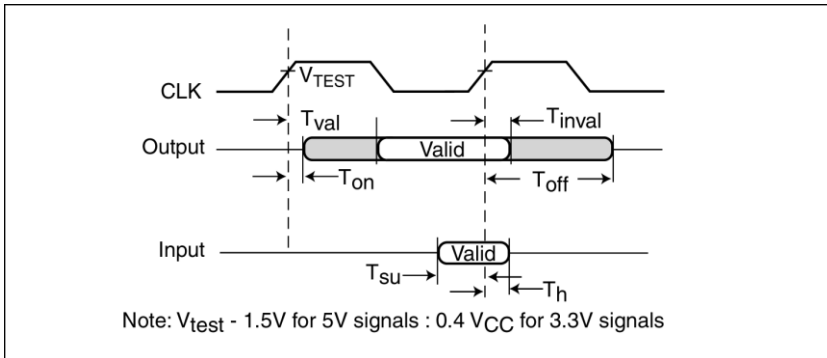 VTEST
CLK
Tval
Tinval
Output
Valid
Ton
Toff
Input
Valid
Tsu
Th
Note: Vtest - 1.5V for 5V signals : 0.4 VCC for 3.3V signals